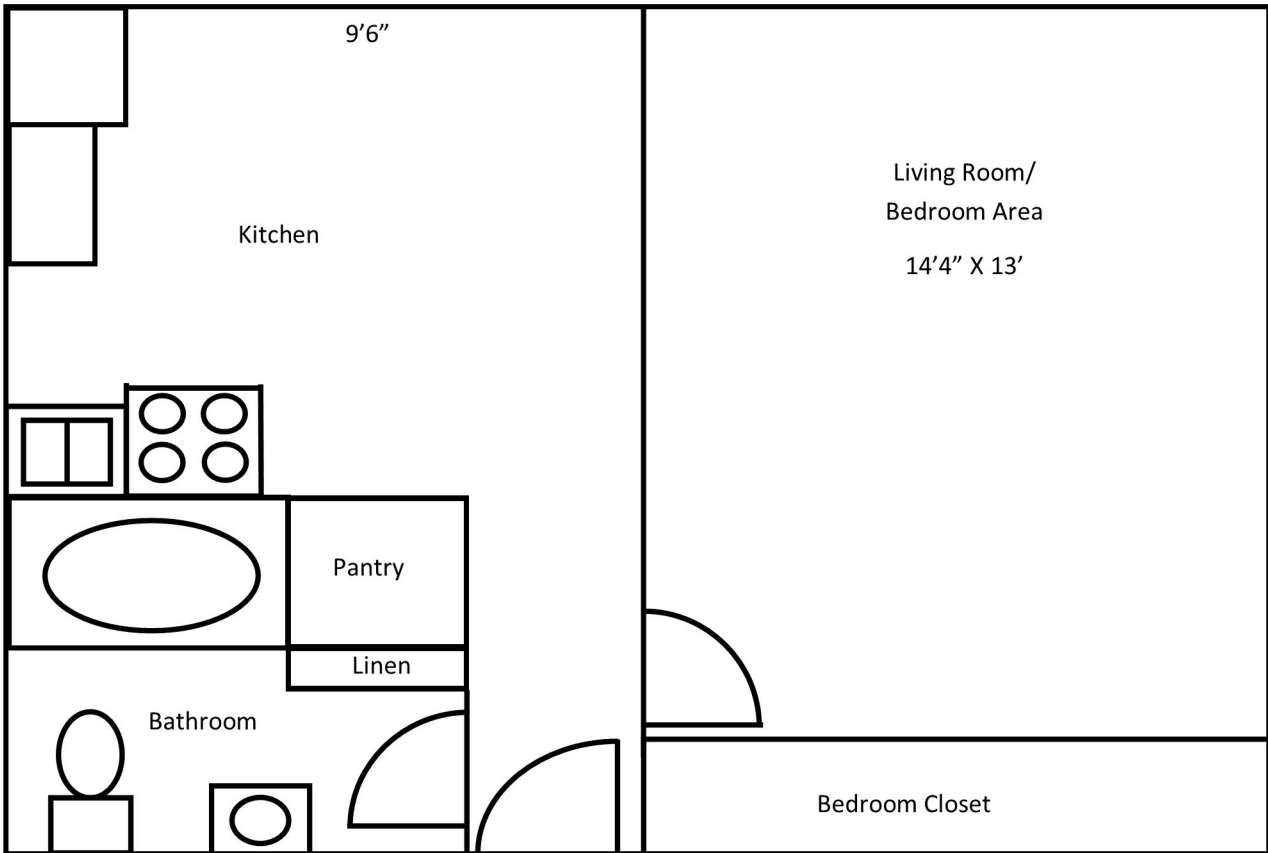 9’6”
Living Room/
Bedroom Area
14’4” X 13’
Kitchen
Pantry
Linen
Bathroom
Bedroom Closet